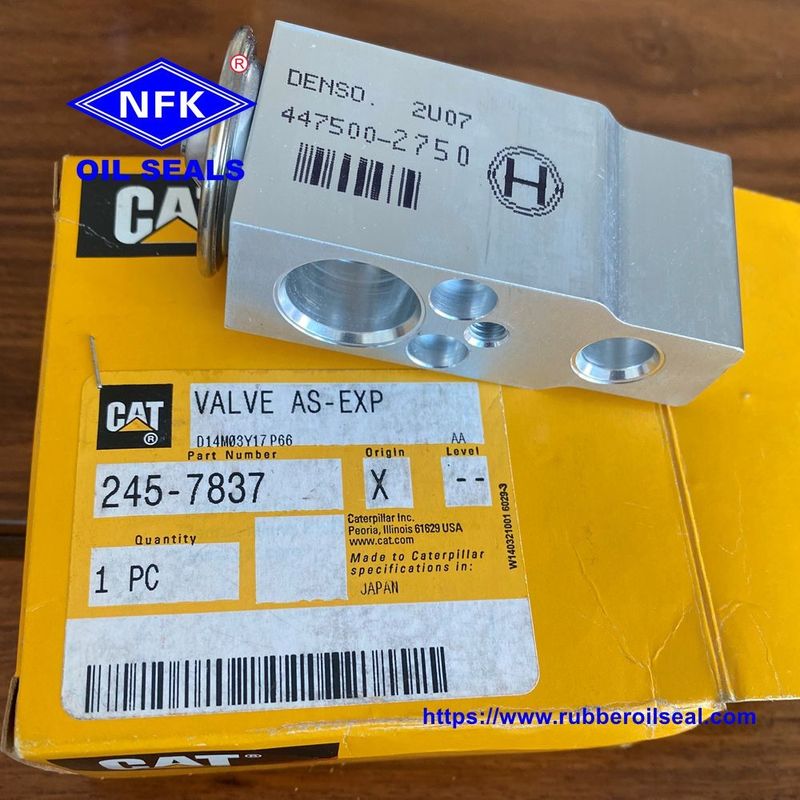 NFK
®
OIL SEALS
DENSO. 2U07
447500-2750
H
CAT
CAT
®
VALVE AS-EXP
D14M03Y17P66
AA
Part Number
Origin
Level
245-7837
X
--
Quantity
1 PC
Caterpillar Inc.
Peoria, Illinois 61629 USA
www.cat.com
Made to Caterpillar
specifications in:
JAPAN
W140321001 6029-3
https://www.rubberoilseal.com/
CAT